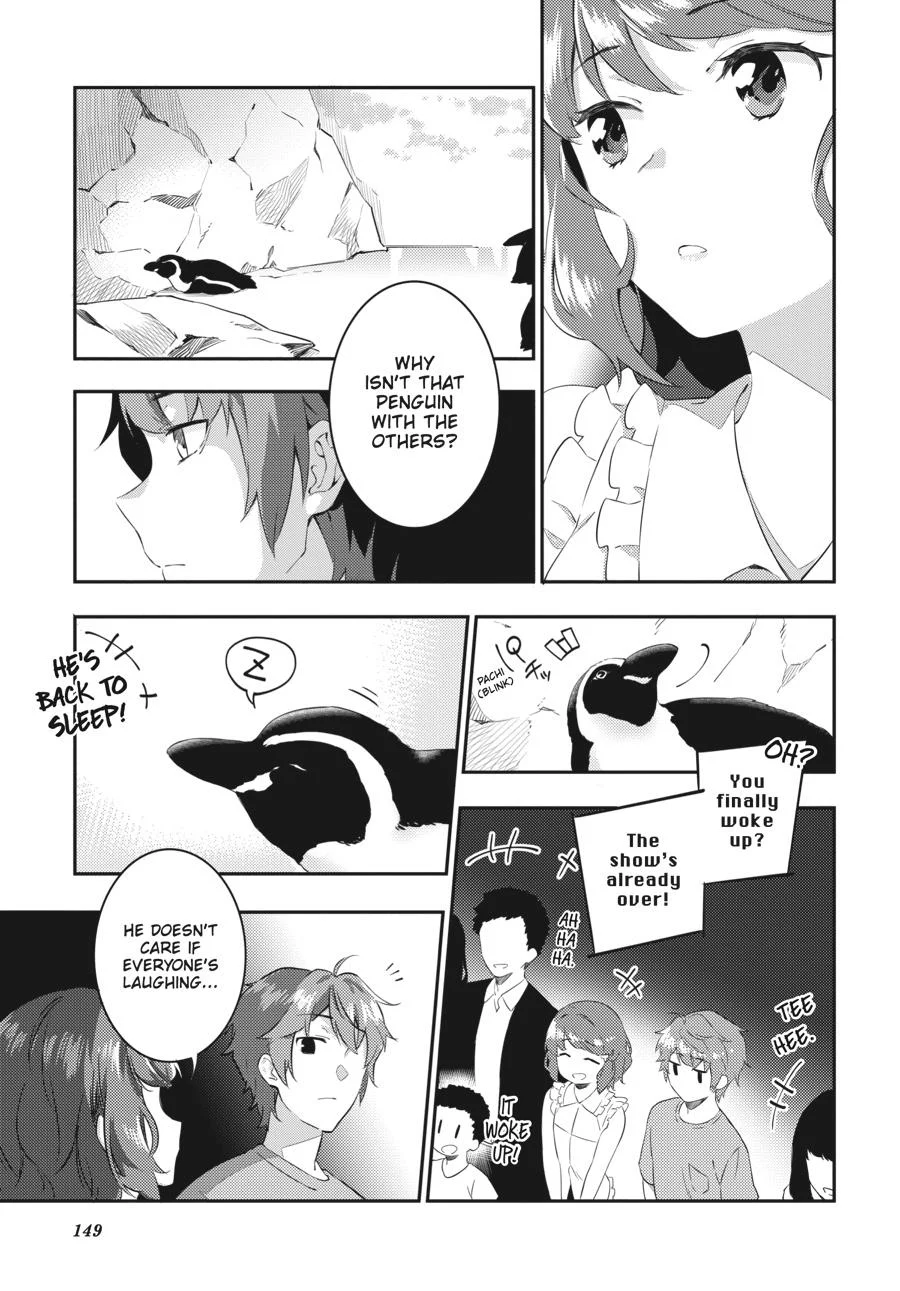 WHY
ISN'T THAT
PENGUIN
WITH THE
OTHERS?
PACHI
(BLINK)
パチッ
OH?
You
finally
woke
up?
HE'S
BACK TO
SLEEP!
Z
The
show's
already
over!
AH
HA
HA.
TEE
HEE.
IT
WOKE
UP!
HE DOESN'T
CARE IF
EVERYONE'S
LAUGHING...
149